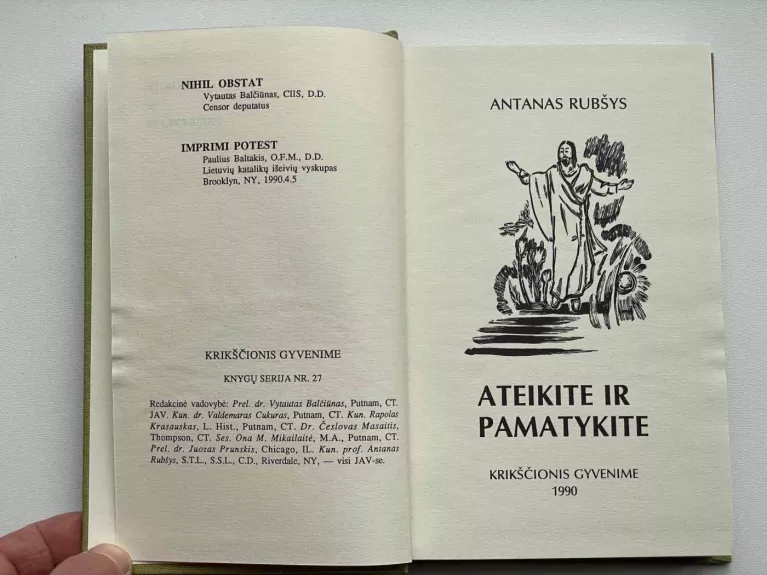 NIHIL OBSTAT
Vytautas Balčiūnas, CIIS, D.D.
Censor deputatus
IMPRIMI POTEST
Paulius Baltakis, O.F.M., D.D.
Lietuvių katalikų išeivių vyskupas
Brooklyn, NY, 1990.4.5
KRIKŠČIONIS GYVENIME
KNYGŲ SERIJA NR. 27
Redakcinė vadovybė: Prel. dr. Vytautas Balčiūnas, Putnam, CT.
JAV. Kun. dr. Valdemaras Cukuras, Putnam, CT. Kun. Rapolas
Krasauskas, L. Hist., Putnam, CT. Dr. Česlovas Masaitis,
Thompson, CT. Ses. Ona M. Mikailaitė, M.A., Putnam, CT.
Prel. dr. Juozas Prunskis, Chicago, IL. Kun. prof. Antanas
Rubšys, S.T.L., S.S.L., C.D., Riverdale, NY, — visi JAV-se.
ANTANAS RUBŠYS
ATEIKITE IR
PAMATYKITE
KRIKŠČIONIS GYVENIME
1990